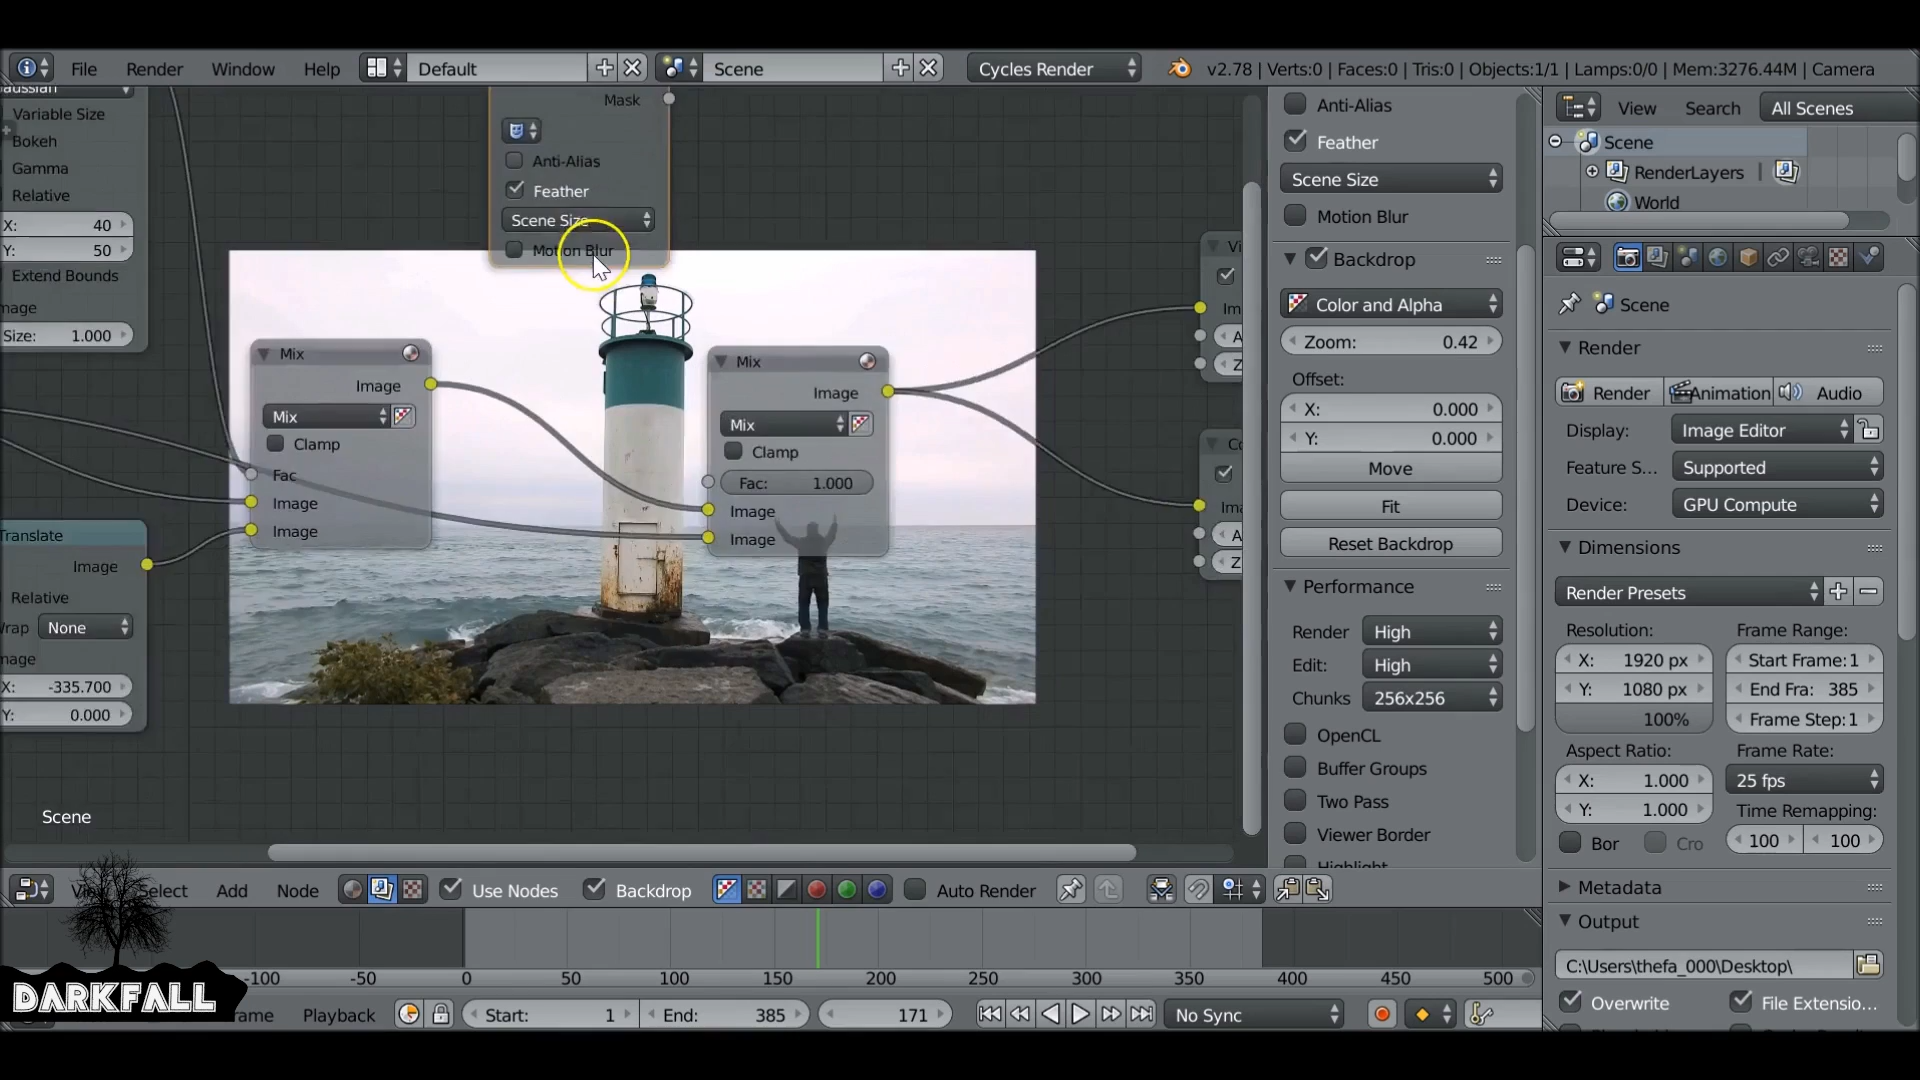 File Render Window Help Default Scene Cycles Render v2.78 | Verts:0 | Faces:0 | Tris:0 | Objects:1/1 | Lamps:0/0 | Mem:3276.44M | Camera
Variable Size
Bokeh
Gamma
Relative
X: 40
Y: 50
Extend Bounds
Size: 1.000
Translate
Image
Relative
None
X: -335.700
Y: 0.000
Scene
Mask
Anti-Alias
Feather
Scene Size
Motion Blur
Mix
Image
Mix
Clamp
Fac
Image
Image
Mix
Image
Mix
Clamp
Fac: 1.000
Image
Image
Anti-Alias
Feather
Scene Size
Motion Blur
Backdrop
Color and Alpha
Zoom: 0.42
Offset:
X: 0.000
Y: 0.000
Move
Fit
Reset Backdrop
Performance
Render High
Edit: High
Chunks 256x256
OpenCL
Buffer Groups
Two Pass
Viewer Border
Highlight
View Search All Scenes
Scene
RenderLayers
World
Scene
Render
Render Animation Audio
Display: Image Editor
Feature S... Supported
Device: GPU Compute
Dimensions
Render Presets
Resolution: Frame Range:
X: 1920 px Start Frame: 1
Y: 1080 px End Fra: 385
100% Frame Step: 1
Aspect Ratio: Frame Rate:
X: 1.000 25 fps
Y: 1.000 Time Remapping:
Bor Cro 100 100
Metadata
Output
C:\Users\thefa_000\Desktop\
Overwrite File Extensio...
Select Add Node Use Nodes Backdrop Auto Render
-100 -50 0 50 100 150 200 250 300 350 400 450 500
Playback Start: 1 End: 385 171 No Sync
DARKFALL